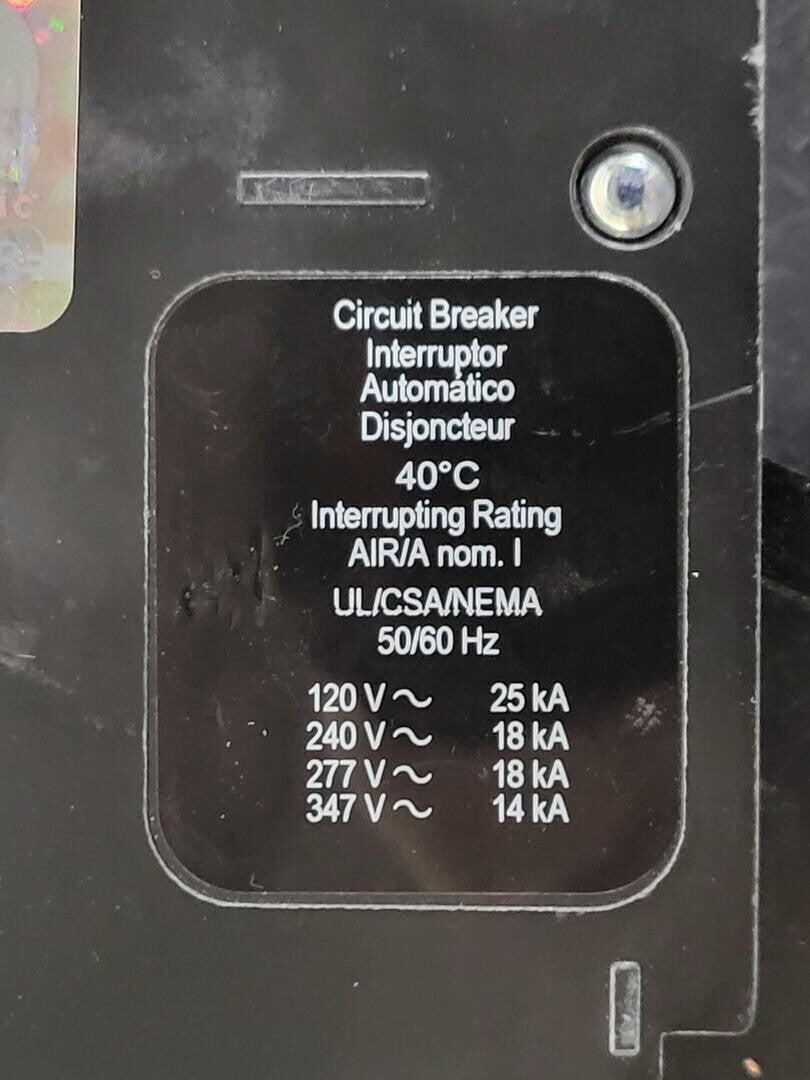 Circuit Breaker
Interruptor
Automático
Disjoncteur
40°C
Interrupting Rating
AIR/A nom. I
UL/CSA/NEMA
50/60 Hz
120 V ~ 25 kA
240 V ~ 18 kA
277 V ~ 18 kA
347 V ~ 14 kA